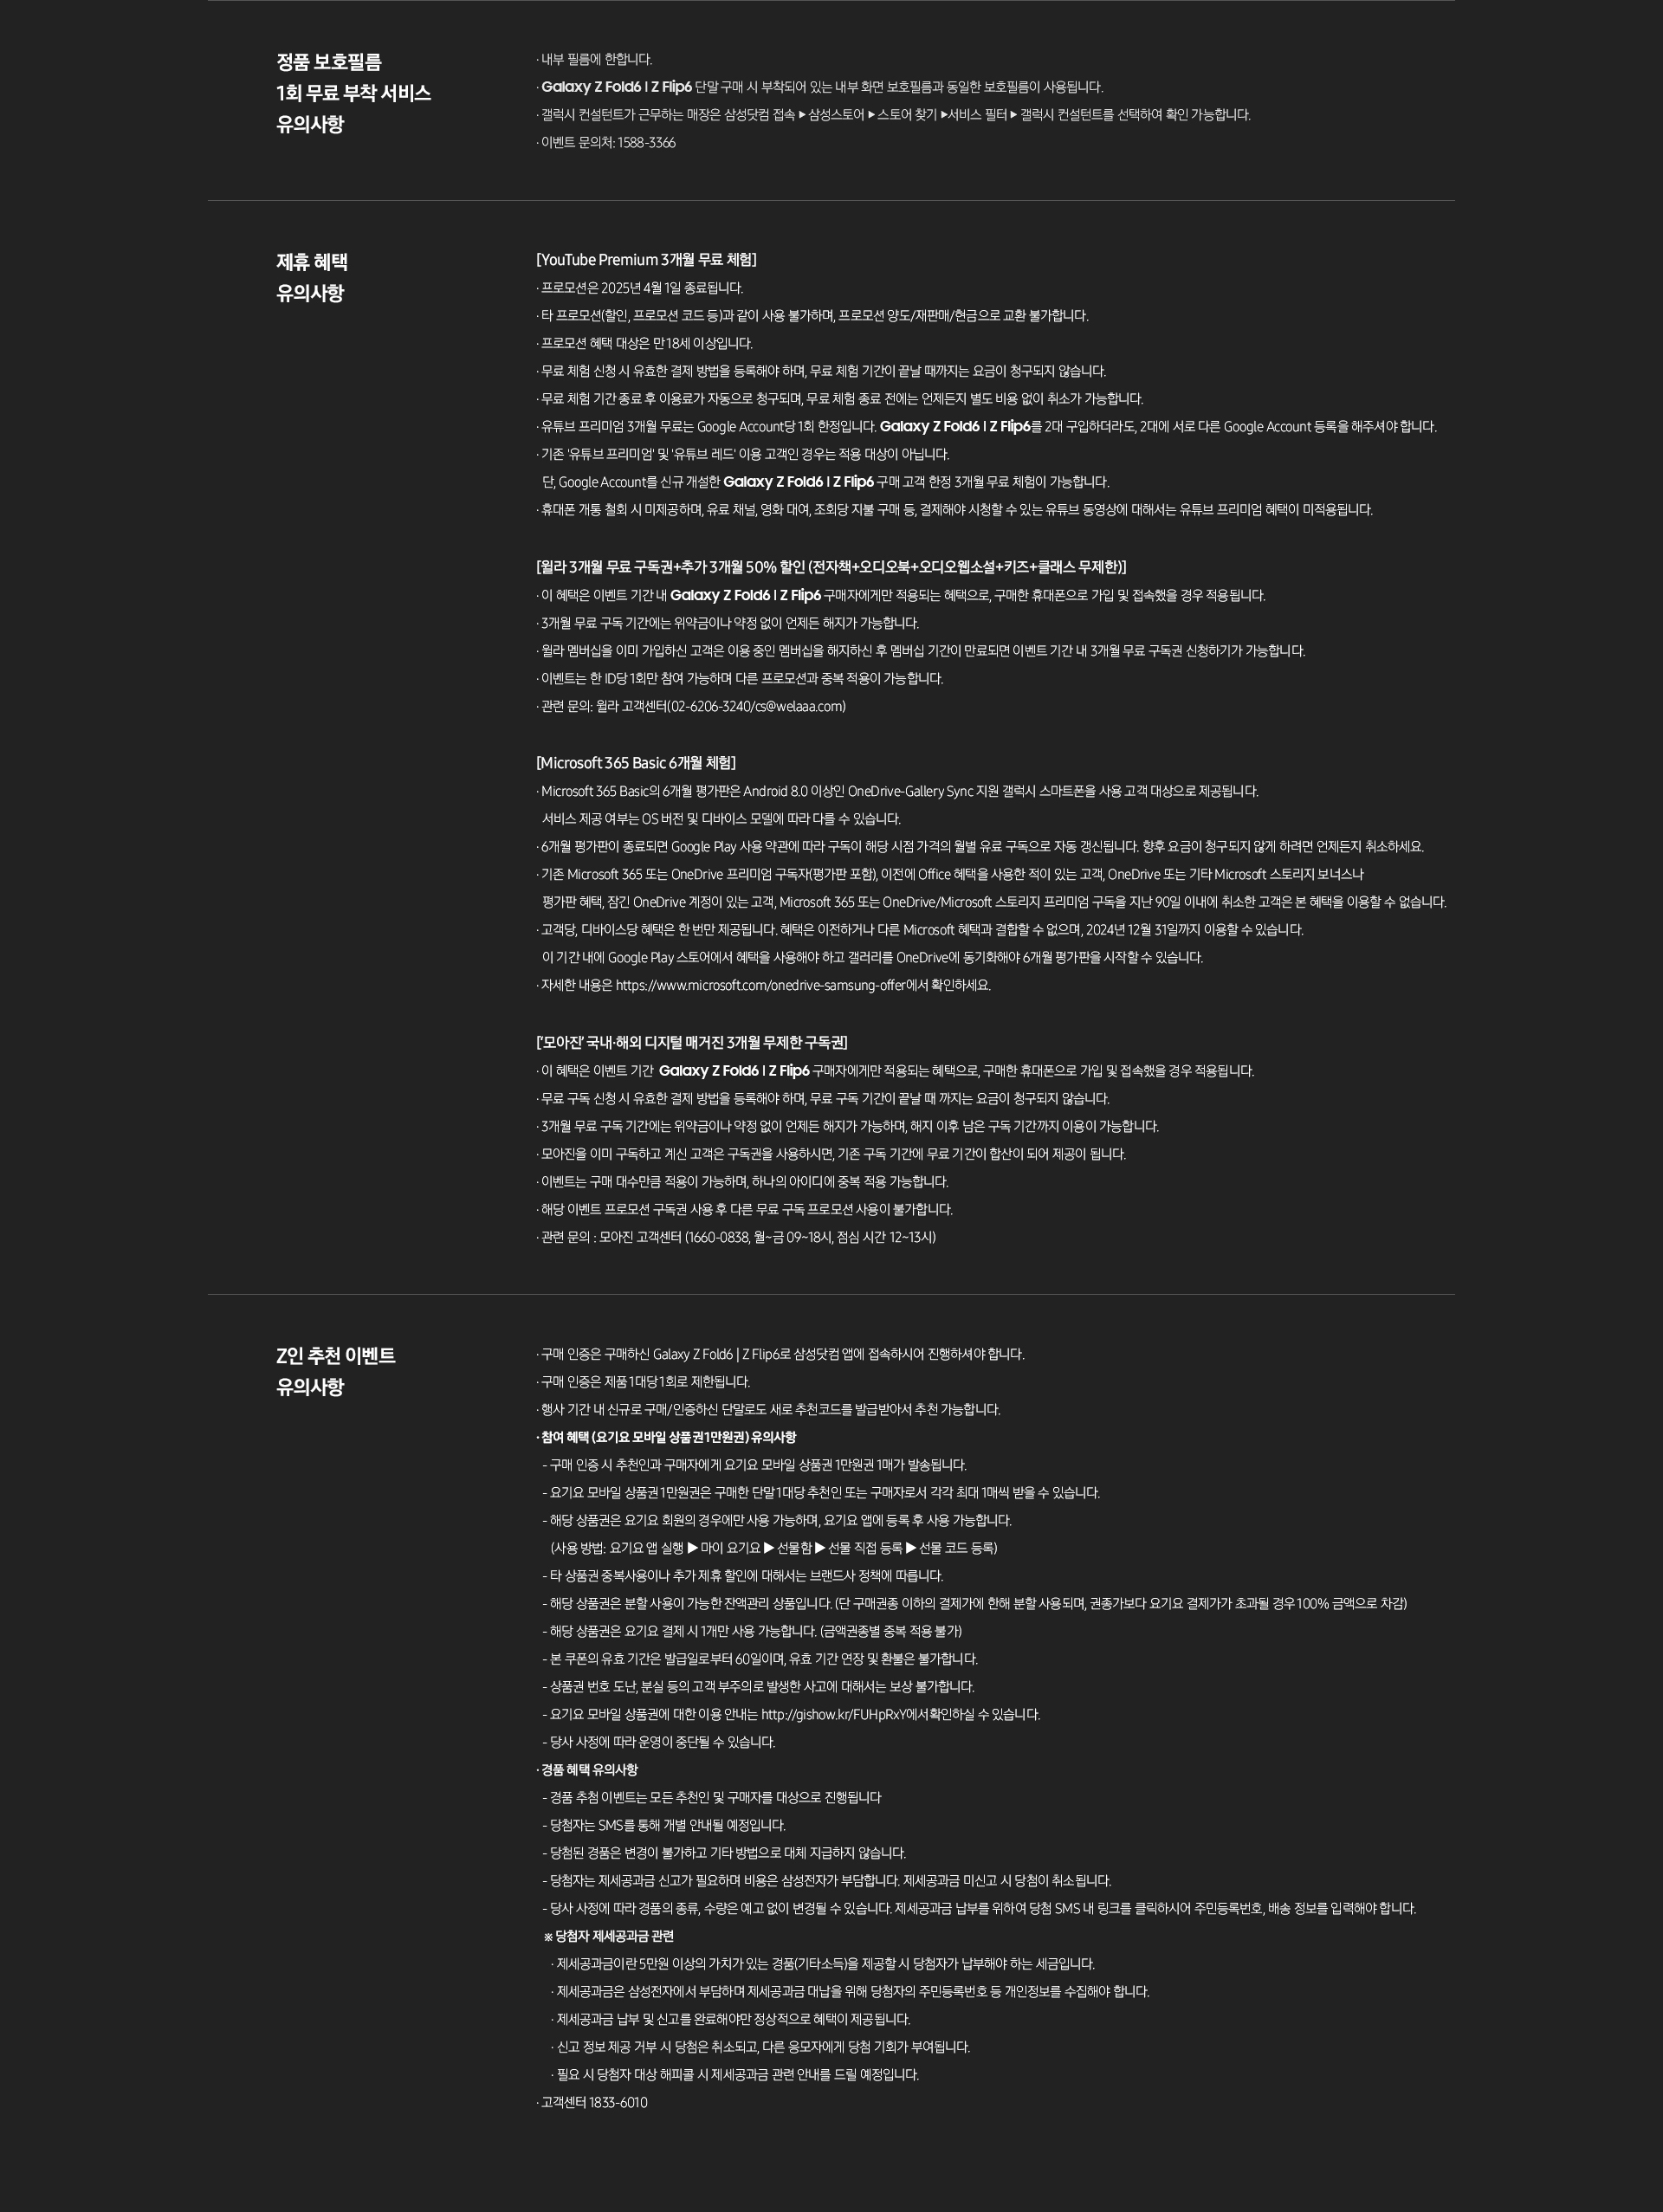 정품 보호필름
1회 무료 부착 서비스
유의사항
· 내부 필름에 한합니다.
· Galaxy Z Fold6 | Z Flip6 단말 구매 시 부착되어 있는 내부 화면 보호필름과 동일한 보호필름이 사용됩니다.
· 갤럭시 컨설턴트가 근무하는 매장은 삼성닷컴 접속 ▶ 삼성스토어 ▶ 스토어 찾기 ▶서비스 필터 ▶ 갤럭시 컨설턴트를 선택하여 확인 가능합니다.
· 이벤트 문의처: 1588-3366
제휴 혜택
유의사항
[YouTube Premium 3개월 무료 체험]
· 프로모션은 2025년 4월 1일 종료됩니다.
· 타 프로모션(할인, 프로모션 코드 등)과 같이 사용 불가하며, 프로모션 양도/재판매/현금으로 교환 불가합니다.
· 프로모션 혜택 대상은 만 18세 이상입니다.
· 무료 체험 신청 시 유효한 결제 방법을 등록해야 하며, 무료 체험 기간이 끝날 때까지는 요금이 청구되지 않습니다.
· 무료 체험 기간 종료 후 이용료가 자동으로 청구되며, 무료 체험 종료 전에는 언제든지 별도 비용 없이 취소가 가능합니다.
· 유튜브 프리미엄 3개월 무료는 Google Account당 1회 한정입니다. Galaxy Z Fold6 | Z Flip6를 2대 구입하더라도, 2대에 서로 다른 Google Account 등록을 해주셔야 합니다.
· 기존 '유튜브 프리미엄' 및 '유튜브 레드' 이용 고객인 경우는 적용 대상이 아닙니다.
단, Google Account를 신규 개설한 Galaxy Z Fold6 | Z Flip6 구매 고객 한정 3개월 무료 체험이 가능합니다.
· 휴대폰 개통 철회 시 미제공하며, 유료 채널, 영화 대여, 조회당 지불 구매 등, 결제해야 시청할 수 있는 유튜브 동영상에 대해서는 유튜브 프리미엄 혜택이 미적용됩니다.
[윌라 3개월 무료 구독권+추가 3개월 50% 할인 (전자책+오디오북+오디오웹소설+키즈+클래스 무제한)]
· 이 혜택은 이벤트 기간 내 Galaxy Z Fold6 | Z Flip6 구매자에게만 적용되는 혜택으로, 구매한 휴대폰으로 가입 및 접속했을 경우 적용됩니다.
· 3개월 무료 구독 기간에는 위약금이나 약정 없이 언제든 해지가 가능합니다.
· 윌라 멤버십을 이미 가입하신 고객은 이용 중인 멤버십을 해지하신 후 멤버십 기간이 만료되면 이벤트 기간 내 3개월 무료 구독권 신청하기가 가능합니다.
· 이벤트는 한 ID당 1회만 참여 가능하며 다른 프로모션과 중복 적용이 가능합니다.
· 관련 문의: 윌라 고객센터(02-6206-3240/cs@welaaa.com)
[Microsoft 365 Basic 6개월 체험]
· Microsoft 365 Basic의 6개월 평가판은 Android 8.0 이상인 OneDrive-Gallery Sync 지원 갤럭시 스마트폰을 사용 고객 대상으로 제공됩니다.
서비스 제공 여부는 OS 버전 및 디바이스 모델에 따라 다를 수 있습니다.
· 6개월 평가판이 종료되면 Google Play 사용 약관에 따라 구독이 해당 시점 가격의 월별 유료 구독으로 자동 갱신됩니다. 향후 요금이 청구되지 않게 하려면 언제든지 취소하세요.
· 기존 Microsoft 365 또는 OneDrive 프리미엄 구독자(평가판 포함), 이전에 Office 혜택을 사용한 적이 있는 고객, OneDrive 또는 기타 Microsoft 스토리지 보너스나
평가판 혜택, 잠긴 OneDrive 계정이 있는 고객, Microsoft 365 또는 OneDrive/Microsoft 스토리지 프리미엄 구독을 지난 90일 이내에 취소한 고객은 본 혜택을 이용할 수 없습니다.
· 고객당, 디바이스당 혜택은 한 번만 제공됩니다. 혜택은 이전하거나 다른 Microsoft 혜택과 결합할 수 없으며, 2024년 12월 31일까지 이용할 수 있습니다.
이 기간 내에 Google Play 스토어에서 혜택을 사용해야 하고 갤러리를 OneDrive에 동기화해야 6개월 평가판을 시작할 수 있습니다.
· 자세한 내용은 https://www.microsoft.com/onedrive-samsung-offer에서 확인하세요.
['모아진' 국내·해외 디지털 매거진 3개월 무제한 구독권]
· 이 혜택은 이벤트 기간 Galaxy Z Fold6 | Z Flip6 구매자에게만 적용되는 혜택으로, 구매한 휴대폰으로 가입 및 접속했을 경우 적용됩니다.
· 무료 구독 신청 시 유효한 결제 방법을 등록해야 하며, 무료 구독 기간이 끝날 때 까지는 요금이 청구되지 않습니다.
· 3개월 무료 구독 기간에는 위약금이나 약정 없이 언제든 해지가 가능하며, 해지 이후 남은 구독 기간까지 이용이 가능합니다.
· 모아진을 이미 구독하고 계신 고객은 구독권을 사용하시면, 기존 구독 기간에 무료 기간이 합산이 되어 제공이 됩니다.
· 이벤트는 구매 대수만큼 적용이 가능하며, 하나의 아이디에 중복 적용 가능합니다.
· 해당 이벤트 프로모션 구독권 사용 후 다른 무료 구독 프로모션 사용이 불가합니다.
· 관련 문의 : 모아진 고객센터 (1660-0838, 월~금 09~18시, 점심 시간 12~13시)
Z인 추천 이벤트
유의사항
· 구매 인증은 구매하신 Galaxy Z Fold6 | Z Flip6로 삼성닷컴 앱에 접속하시어 진행하셔야 합니다.
· 구매 인증은 제품 1대당 1회로 제한됩니다.
· 행사 기간 내 신규로 구매/인증하신 단말로도 새로 추천코드를 발급받아서 추천 가능합니다.
· 참여 혜택 (요기요 모바일 상품권 1만원권) 유의사항
- 구매 인증 시 추천인과 구매자에게 요기요 모바일 상품권 1만원권 1매가 발송됩니다.
- 요기요 모바일 상품권 1만원권은 구매한 단말 1대당 추천인 또는 구매자로서 각각 최대 1매씩 받을 수 있습니다.
- 해당 상품권은 요기요 회원의 경우에만 사용 가능하며, 요기요 앱에 등록 후 사용 가능합니다.
(사용 방법: 요기요 앱 실행 ▶ 마이 요기요 ▶ 선물함 ▶ 선물 직접 등록 ▶ 선물 코드 등록)
- 타 상품권 중복사용이나 추가 제휴 할인에 대해서는 브랜드사 정책에 따릅니다.
- 해당 상품권은 분할 사용이 가능한 잔액관리 상품입니다. (단 구매권종 이하의 결제가에 한해 분할 사용되며, 권종가보다 요기요 결제가가 초과될 경우 100% 금액으로 차감)
- 해당 상품권은 요기요 결제 시 1개만 사용 가능합니다. (금액권종별 중복 적용 불가)
- 본 쿠폰의 유효 기간은 발급일로부터 60일이며, 유효 기간 연장 및 환불은 불가합니다.
- 상품권 번호 도난, 분실 등의 고객 부주의로 발생한 사고에 대해서는 보상 불가합니다.
- 요기요 모바일 상품권에 대한 이용 안내는 http://gishow.kr/FUHpRxY에서확인하실 수 있습니다.
- 당사 사정에 따라 운영이 중단될 수 있습니다.
· 경품 혜택 유의사항
- 경품 추첨 이벤트는 모든 추천인 및 구매자를 대상으로 진행됩니다
- 당첨자는 SMS를 통해 개별 안내될 예정입니다.
- 당첨된 경품은 변경이 불가하고 기타 방법으로 대체 지급하지 않습니다.
- 당첨자는 제세공과금 신고가 필요하며 비용은 삼성전자가 부담합니다. 제세공과금 미신고 시 당첨이 취소됩니다.
- 당사 사정에 따라 경품의 종류, 수량은 예고 없이 변경될 수 있습니다. 제세공과금 납부를 위하여 당첨 SMS 내 링크를 클릭하시어 주민등록번호, 배송 정보를 입력해야 합니다.
※ 당첨자 제세공과금 관련
· 제세공과금이란 5만원 이상의 가치가 있는 경품(기타소득)을 제공할 시 당첨자가 납부해야 하는 세금입니다.
· 제세공과금은 삼성전자에서 부담하며 제세공과금 대납을 위해 당첨자의 주민등록번호 등 개인정보를 수집해야 합니다.
· 제세공과금 납부 및 신고를 완료해야만 정상적으로 혜택이 제공됩니다.
· 신고 정보 제공 거부 시 당첨은 취소되고, 다른 응모자에게 당첨 기회가 부여됩니다.
· 필요 시 당첨자 대상 해피콜 시 제세공과금 관련 안내를 드릴 예정입니다.
· 고객센터 1833-6010